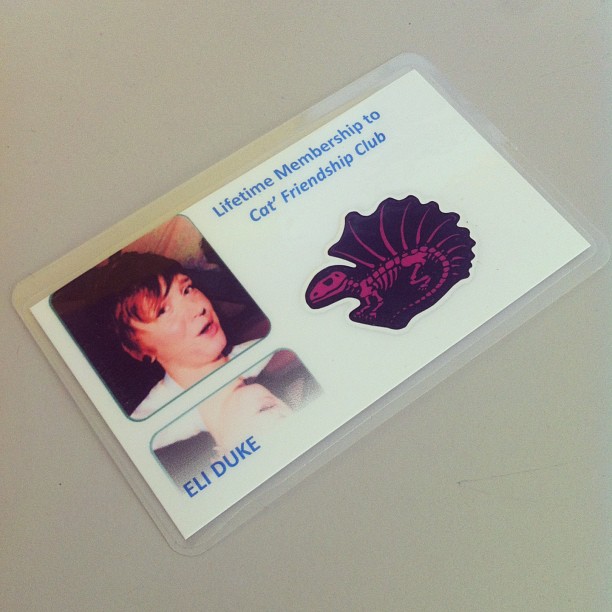 Lifetime Membership to
Cat' Friendship Club
ELI DUKE